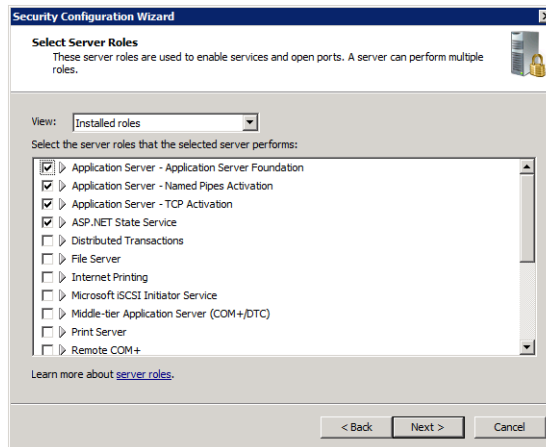 Security Configuration Wizard
Select Server Roles
These server roles are used to enable services and open ports. A server can perform multiple
roles.
View: Installed roles
Select the server roles that the selected server performs:
Application Server - Application Server Foundation
Application Server - Named Pipes Activation
Application Server - TCP Activation
ASP.NET State Service
Distributed Transactions
File Server
Internet Printing
Microsoft iSCSI Initiator Service
Middle-tier Application Server (COM+/DTC)
Print Server
Remote COM+
Learn more about server roles.
< Back Next > Cancel